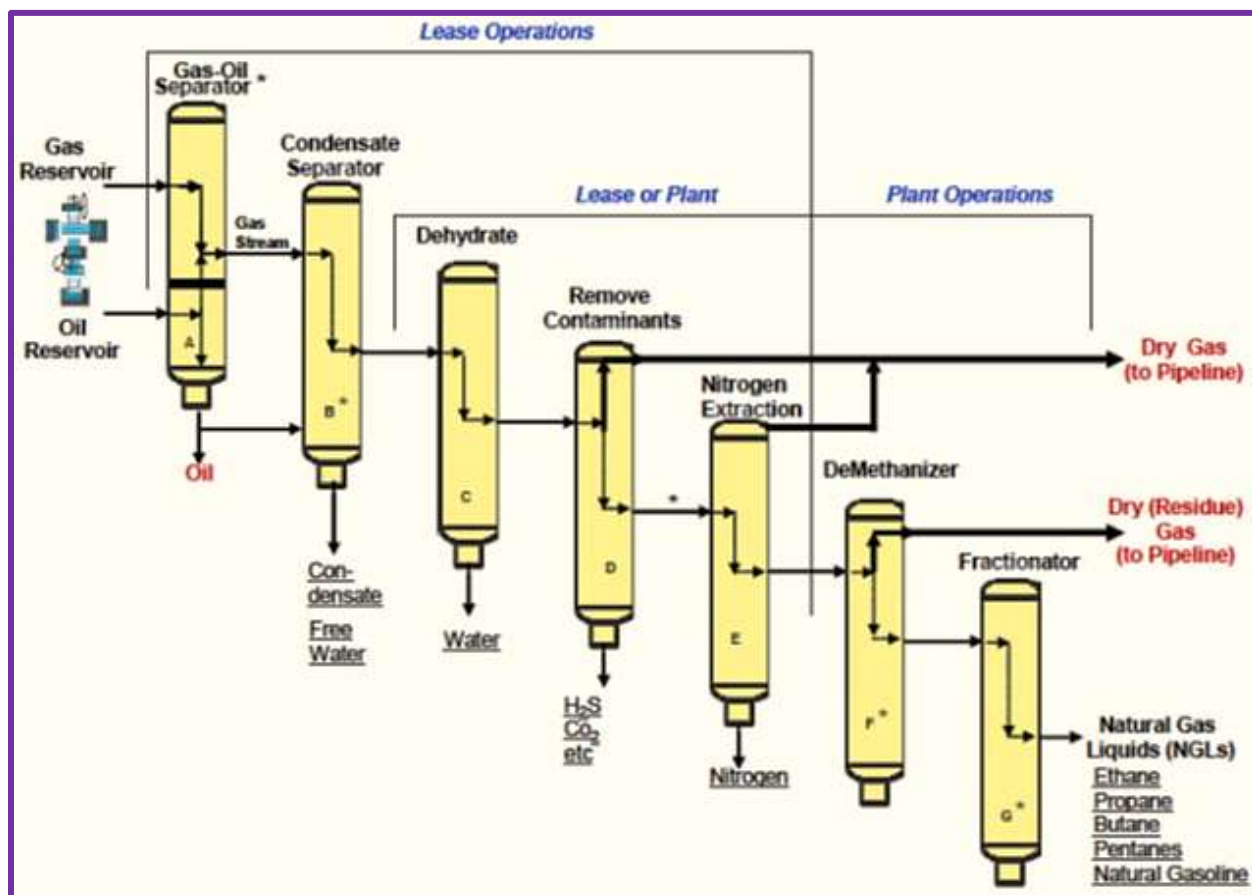 Lease Operations
Gas-Oil
Separator *
Gas
Reservoir
Oil
Reservoir
A
Oil
Gas
Stream
Condensate
Separator
B *
Con-
densate
Free
Water
Lease or Plant
Plant Operations
Dehydrate
C
Water
Remove
Contaminants
D
H2S
Co2
etc
*
Nitrogen
Extraction
E
Nitrogen
Dry Gas
(to Pipeline)
DeMethanizer
F *
Dry (Residue)
Gas
(to Pipeline)
Fractionator
G *
Natural Gas
Liquids (NGLs)
Ethane
Propane
Butane
Pentanes
Natural Gasoline